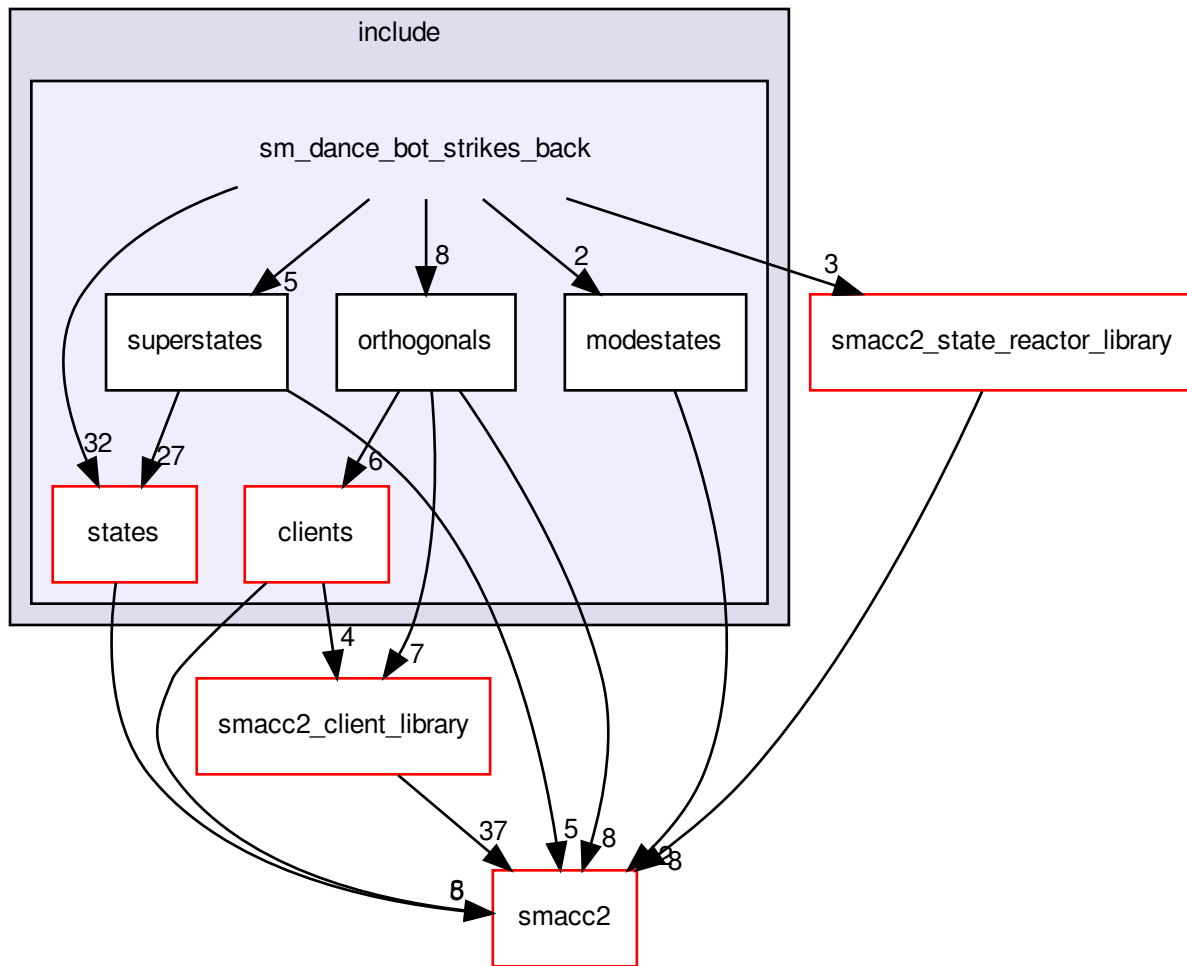 include
sm_dance_bot_strikes_back
5
8
2
3
superstates
orthogonals
modestates
smacc2_state_reactor_library
32
27
6
states
clients
4
7
smacc2_client_library
37
5
8
8
smacc2